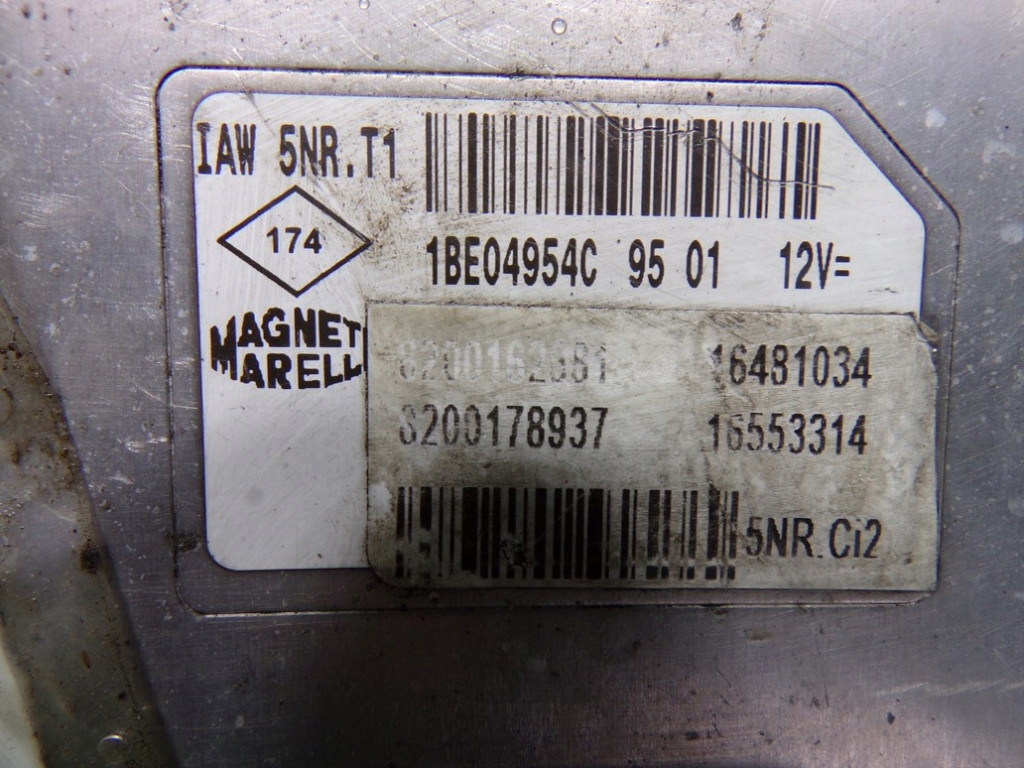 IAW 5NR.T1
174
1BE04954C 95 01 12V=
MAGNETI
MARELLI
16481034
8200178937 16553314
5NR.Ci2